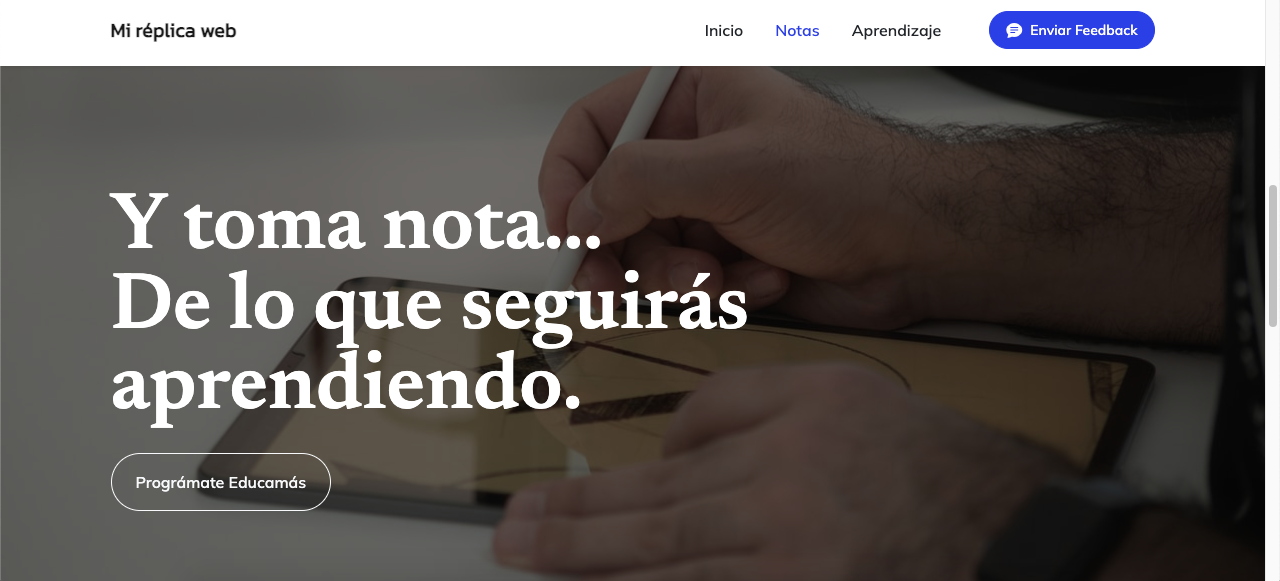 Mi réplica web
Inicio
Notas
Aprendizaje
Enviar Feedback
Y toma nota...
De lo que seguirás
aprendiendo.
Prográmate Educamás